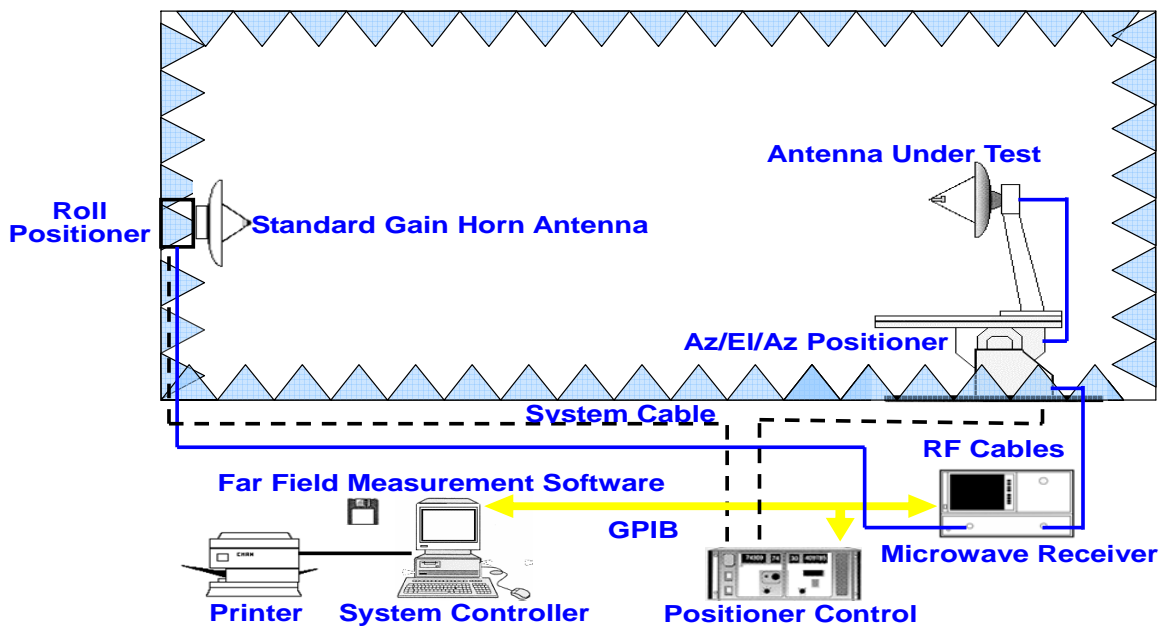 Antenna Under Test
Roll
Positioner
Standard Gain Horn Antenna
Az/El/Az Positioner
System Cable
RF Cables
Far Field Measurement Software
GPIB
Microwave Receiver
Printer
System Controller
Positioner Control